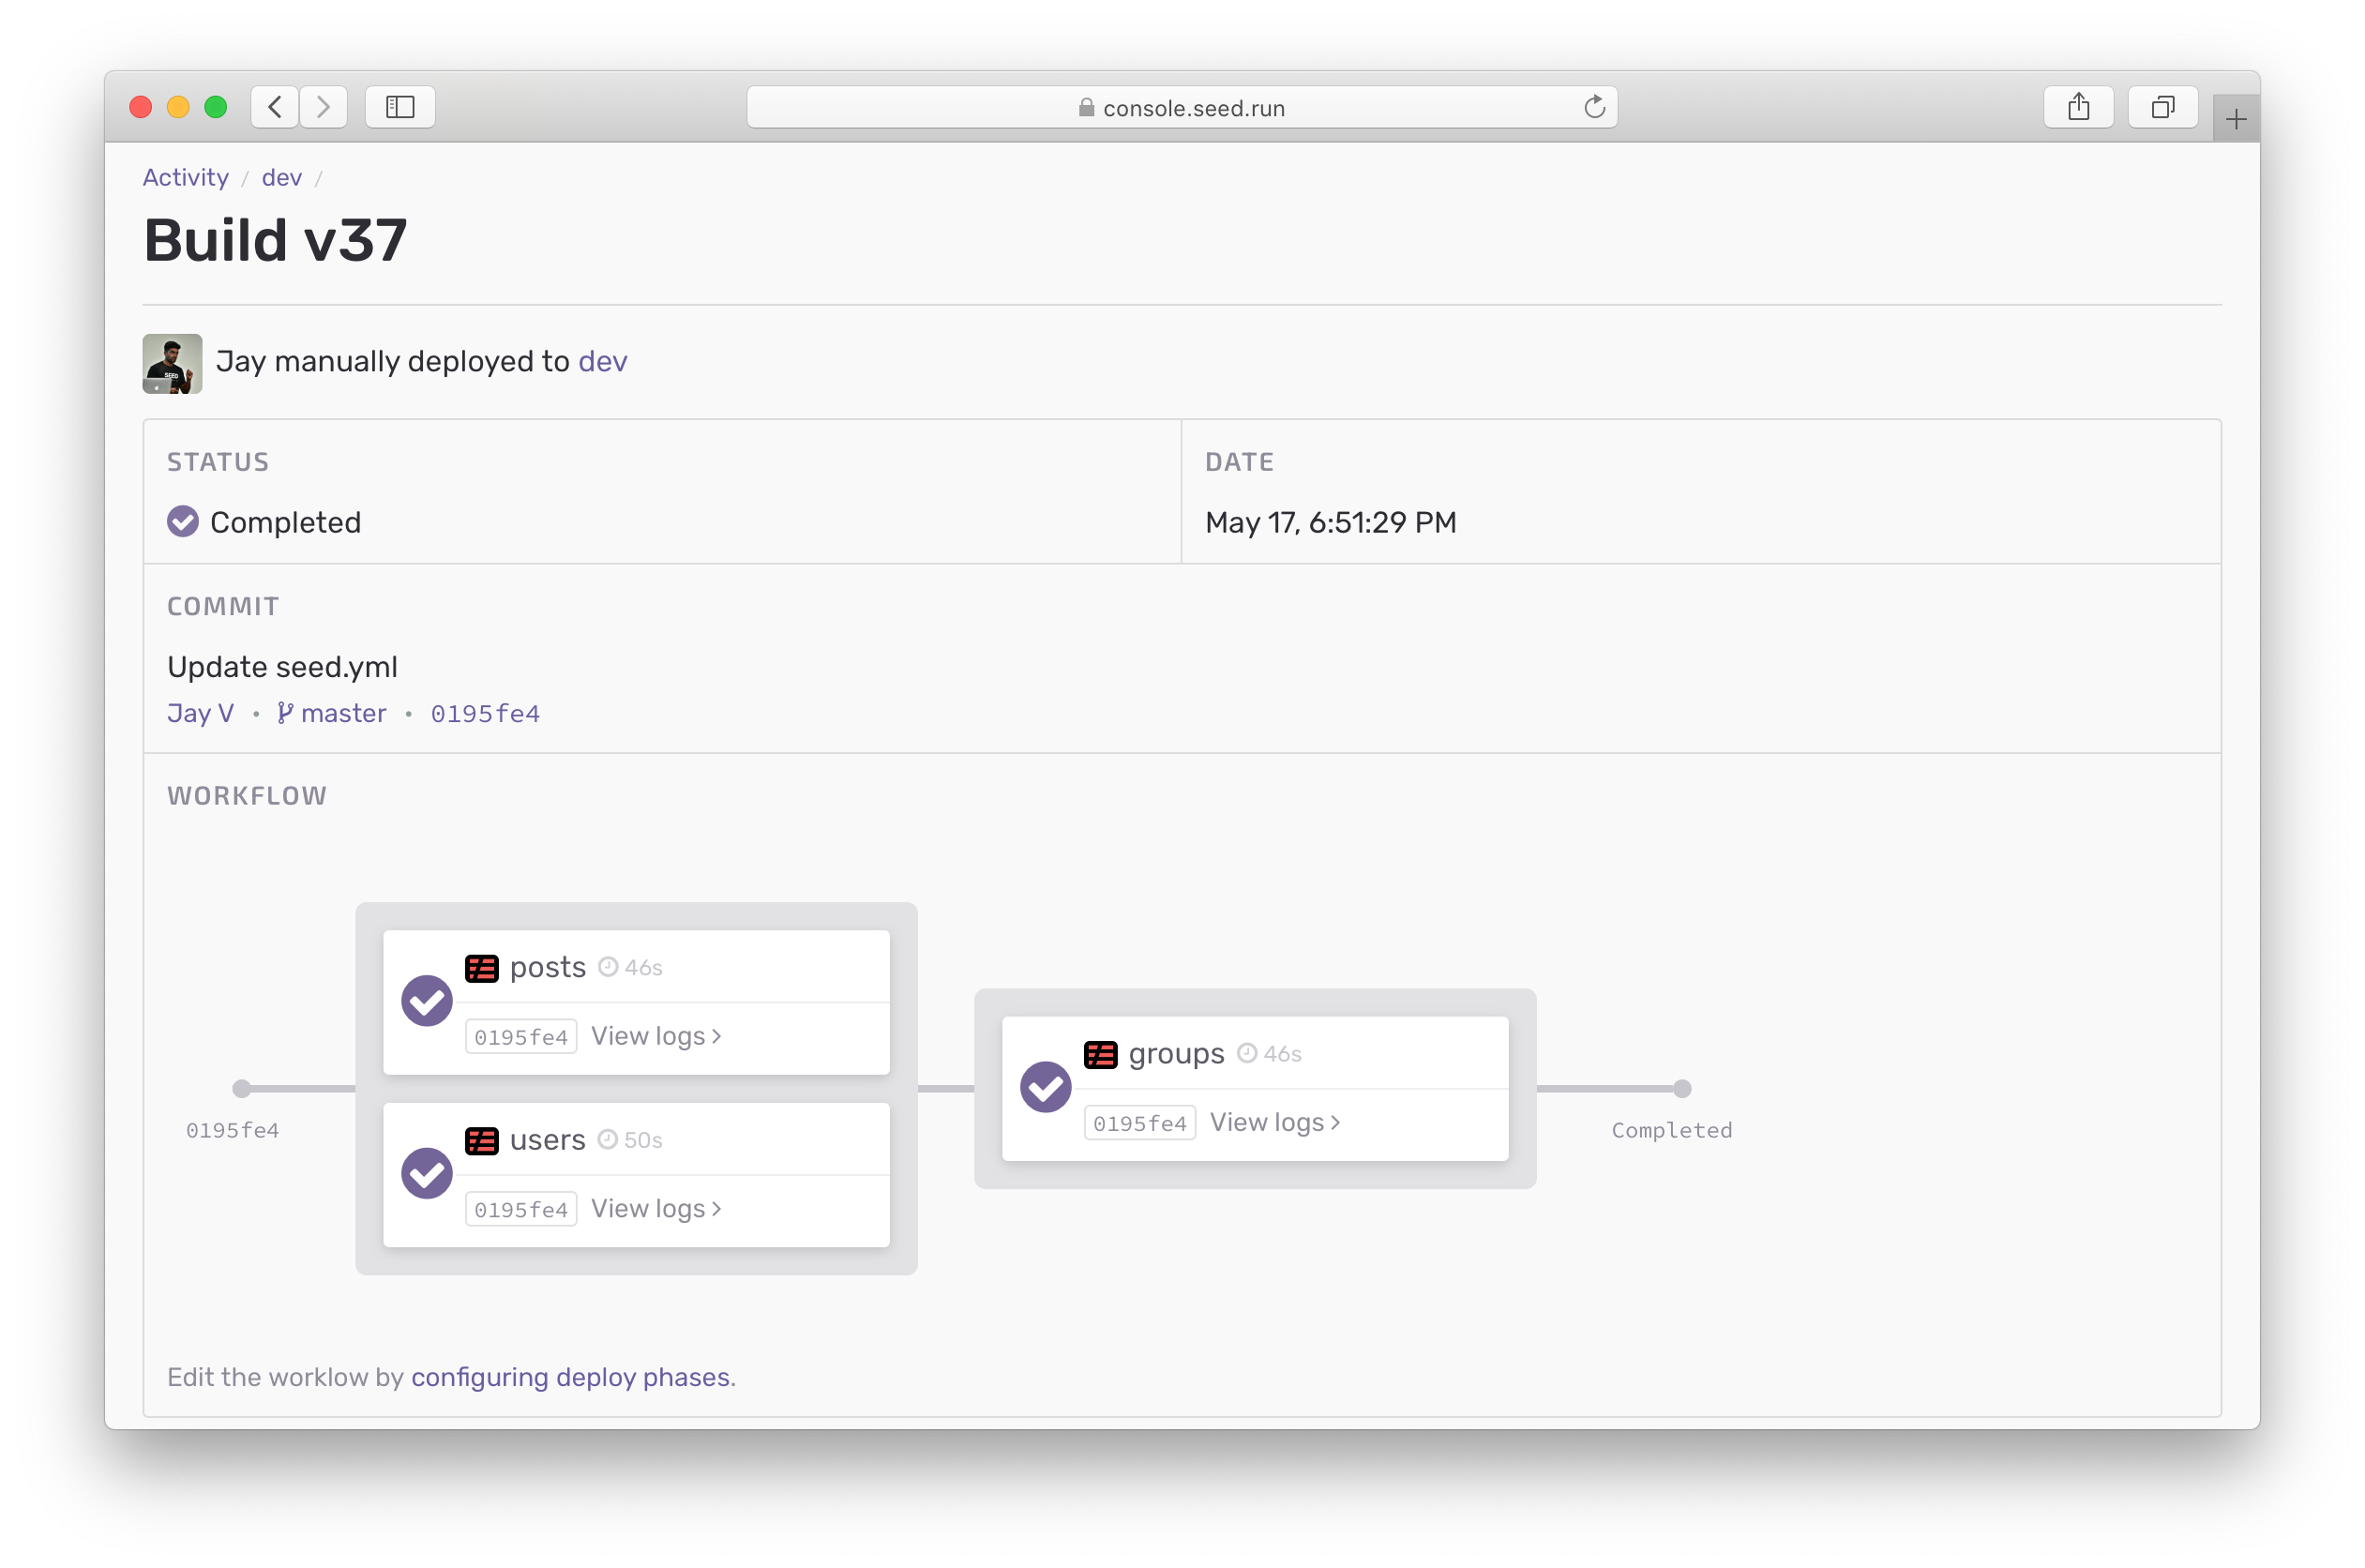 console.seed.run
Activity / dev /
Build v37
SEED
Jay manually deployed to dev
STATUS
Completed
DATE
May 17, 6:51:29 PM
COMMIT
Update seed.yml
Jay V • master • 0195fe4
WORKFLOW
posts 46s
0195fe4 View logs >
users 50s
0195fe4 View logs >
groups 46s
0195fe4 View logs >
0195fe4
Completed
Edit the worklow by configuring deploy phases.